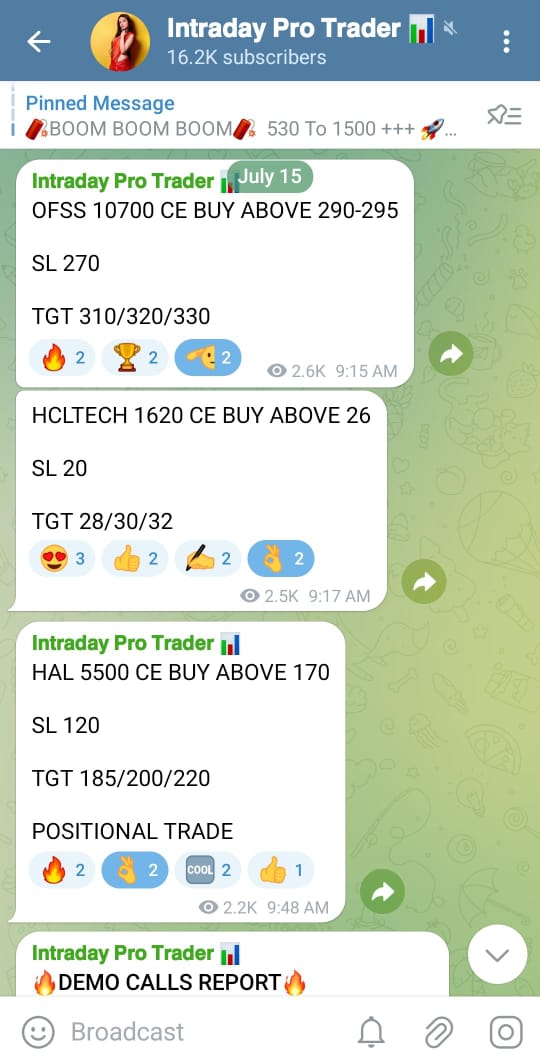 Intraday Pro Trader 📊
16.2K subscribers
Pinned Message
🧨BOOM BOOM BOOM🧨 530 To 1500 +++ 🚀...
July 15
Intraday Pro Trader 📊
OFSS 10700 CE BUY ABOVE 290-295
SL 270
TGT 310/320/330
🔥 2 🏆 2 🫡 2
2.6K 9:15 AM
HCLTECH 1620 CE BUY ABOVE 26
SL 20
TGT 28/30/32
😍 3 👍 2 ✍ 2 👌 2
2.5K 9:17 AM
Intraday Pro Trader 📊
HAL 5500 CE BUY ABOVE 170
SL 120
TGT 185/200/220
POSITIONAL TRADE
🔥 2 👌 2 🆒 COOL 2 👍 1
2.2K 9:48 AM
Intraday Pro Trader 📊
🔥DEMO CALLS REPORT🔥
Broadcast